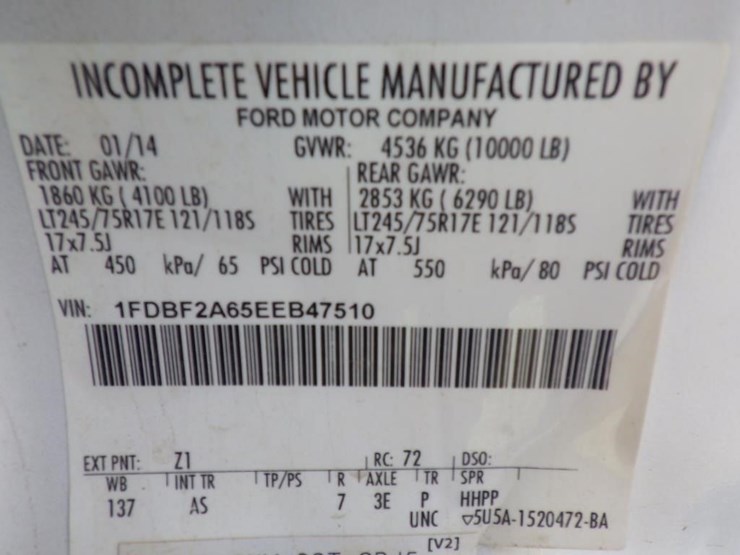 INCOMPLETE VEHICLE MANUFACTURED BY
FORD MOTOR COMPANY
DATE: 01/14 GVWR: 4536 KG (10000 LB)
FRONT GAWR: REAR GAWR:
1860 KG ( 4100 LB) WITH 2853 KG ( 6290 LB) WITH
LT245/75R17E 121/118S TIRES LT245/75R17E 121/118S TIRES
17x7.5J RIMS 17x7.5J RIMS
AT 450 kPa/ 65 PSI COLD AT 550 kPa/ 80 PSI COLD
VIN: 1FDBF2A65EEB47510
EXT PNT: Z1 RC: 72 DSO:
WB INT TR TP/PS R AXLE TR SPR
137 AS 7 3E P HHPP
UNC ▽5U5A-1520472-BA
[V2]